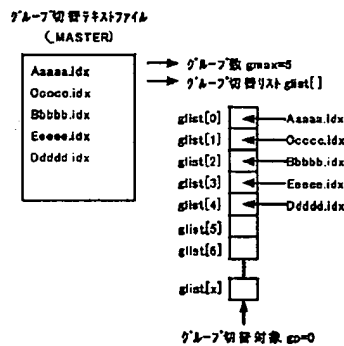 グループ切替テキストファイル
(_MASTER)
Aaaaa.idx
Ccccc.idx
Bbbbb.idx
Eeeee.idx
Ddddd.idx
グループ数 gmax=5
グループ切替リスト glist[]
glist[0] Aaaaa.idx
glist[1] Ccccc.idx
glist[2] Bbbbb.idx
glist[3] Eeeee.idx
glist[4] Ddddd.idx
glist[5]
glist[6]
glist[x]
グループ切替対象 gp=0